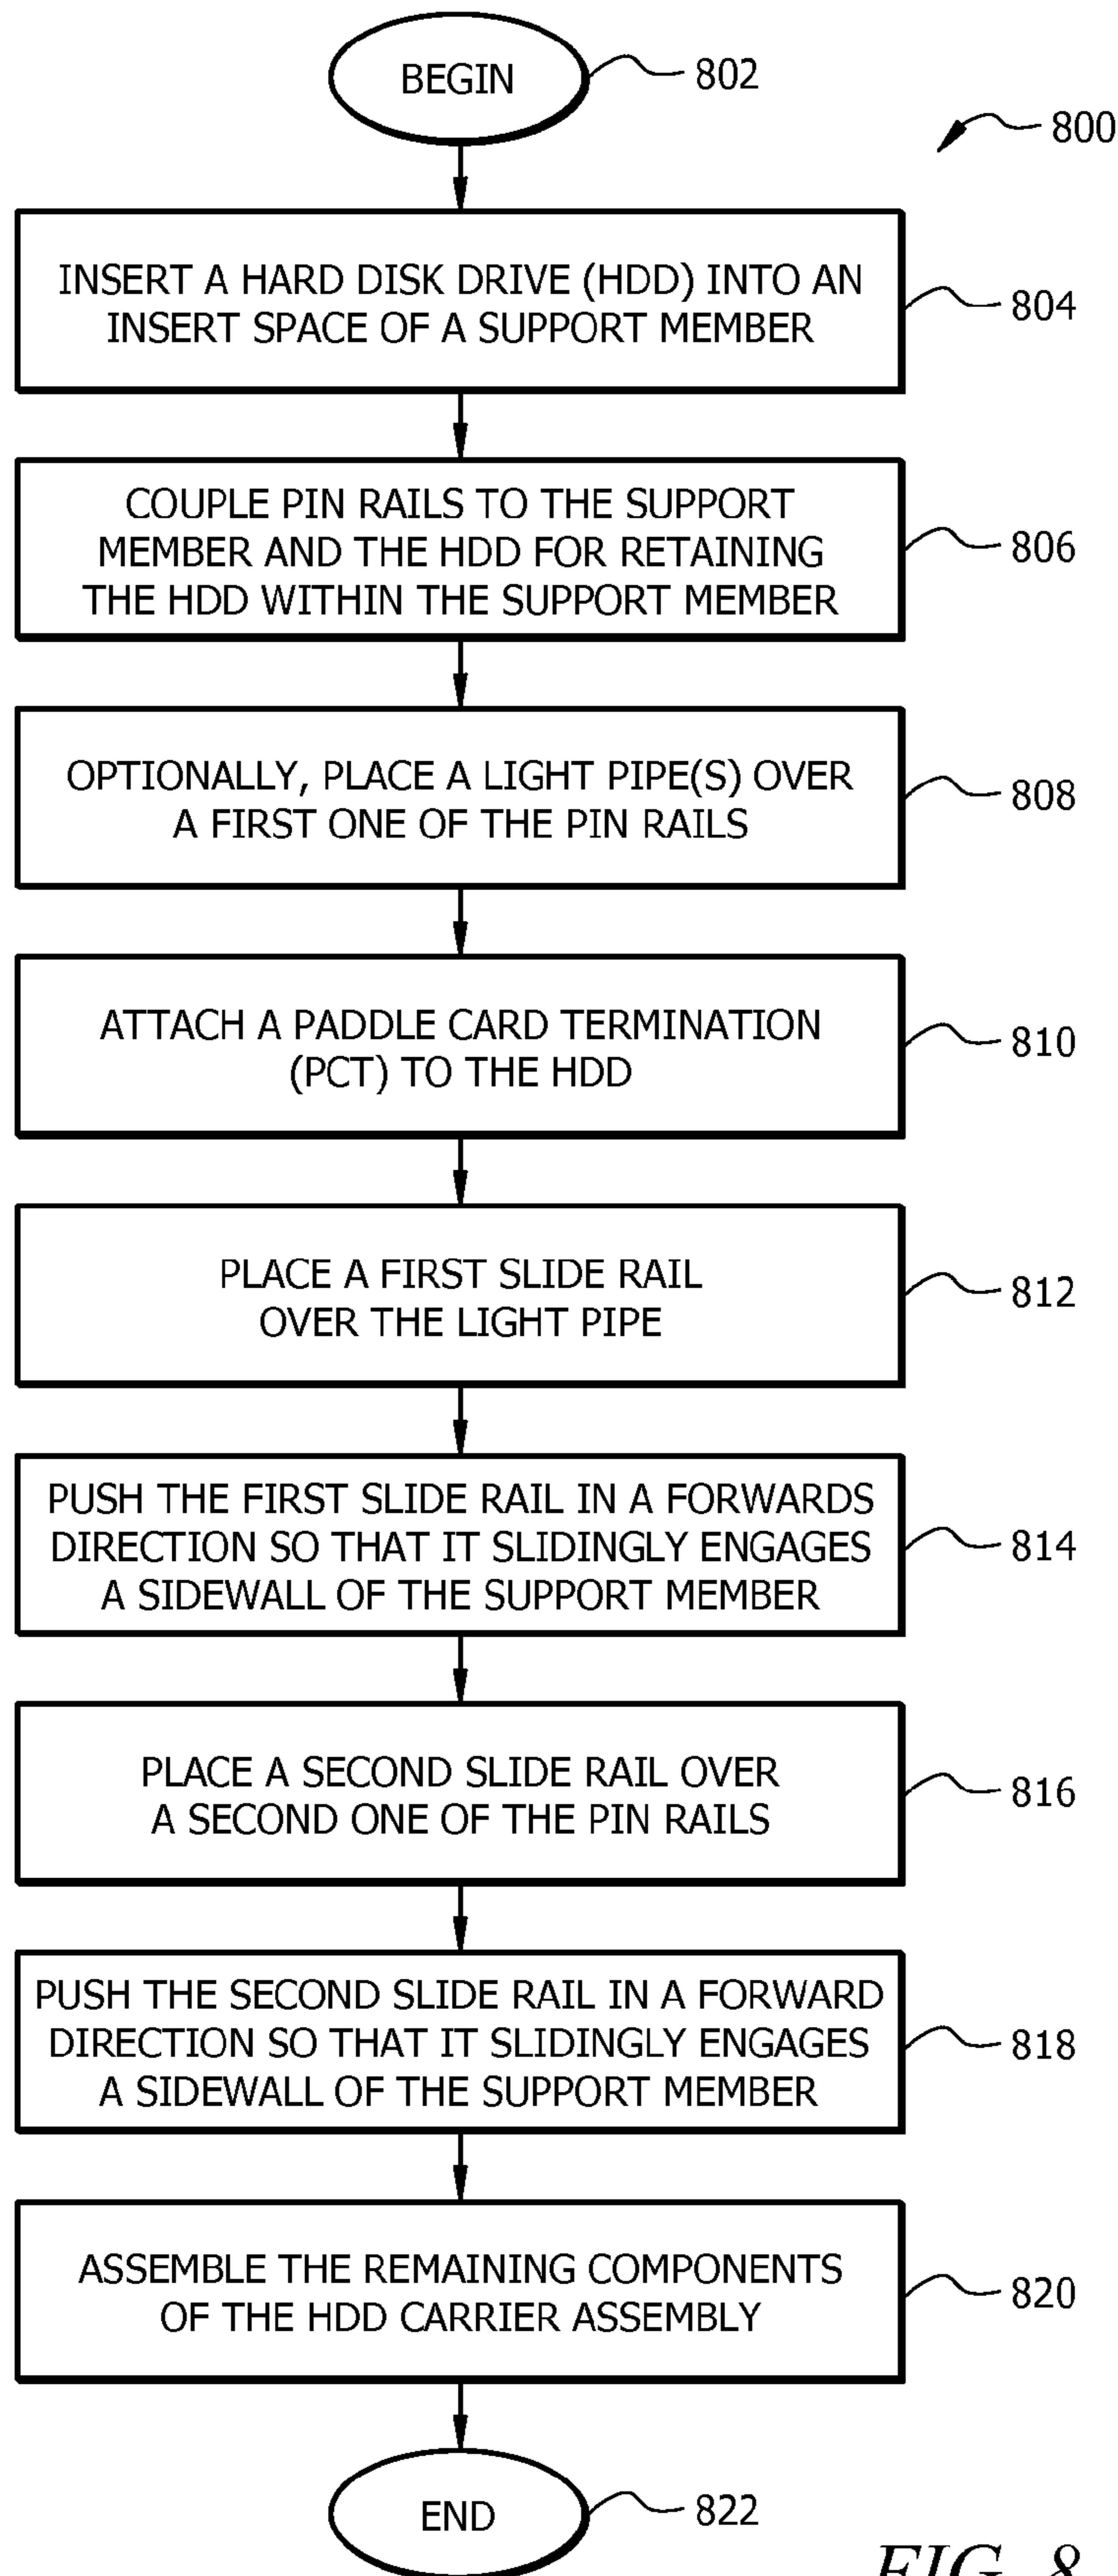 BEGIN
802
800
INSERT A HARD DISK DRIVE (HDD) INTO AN
INSERT SPACE OF A SUPPORT MEMBER
804
COUPLE PIN RAILS TO THE SUPPORT
MEMBER AND THE HDD FOR RETAINING
THE HDD WITHIN THE SUPPORT MEMBER
806
OPTIONALLY, PLACE A LIGHT PIPE(S) OVER
A FIRST ONE OF THE PIN RAILS
808
ATTACH A PADDLE CARD TERMINATION
(PCT) TO THE HDD
810
PLACE A FIRST SLIDE RAIL
OVER THE LIGHT PIPE
812
PUSH THE FIRST SLIDE RAIL IN A FORWARDS
DIRECTION SO THAT IT SLIDINGLY ENGAGES
A SIDEWALL OF THE SUPPORT MEMBER
814
PLACE A SECOND SLIDE RAIL OVER
A SECOND ONE OF THE PIN RAILS
816
PUSH THE SECOND SLIDE RAIL IN A FORWARD
DIRECTION SO THAT IT SLIDINGLY ENGAGES
A SIDEWALL OF THE SUPPORT MEMBER
818
ASSEMBLE THE REMAINING COMPONENTS
OF THE HDD CARRIER ASSEMBLY
820
END
822
FIG. 8